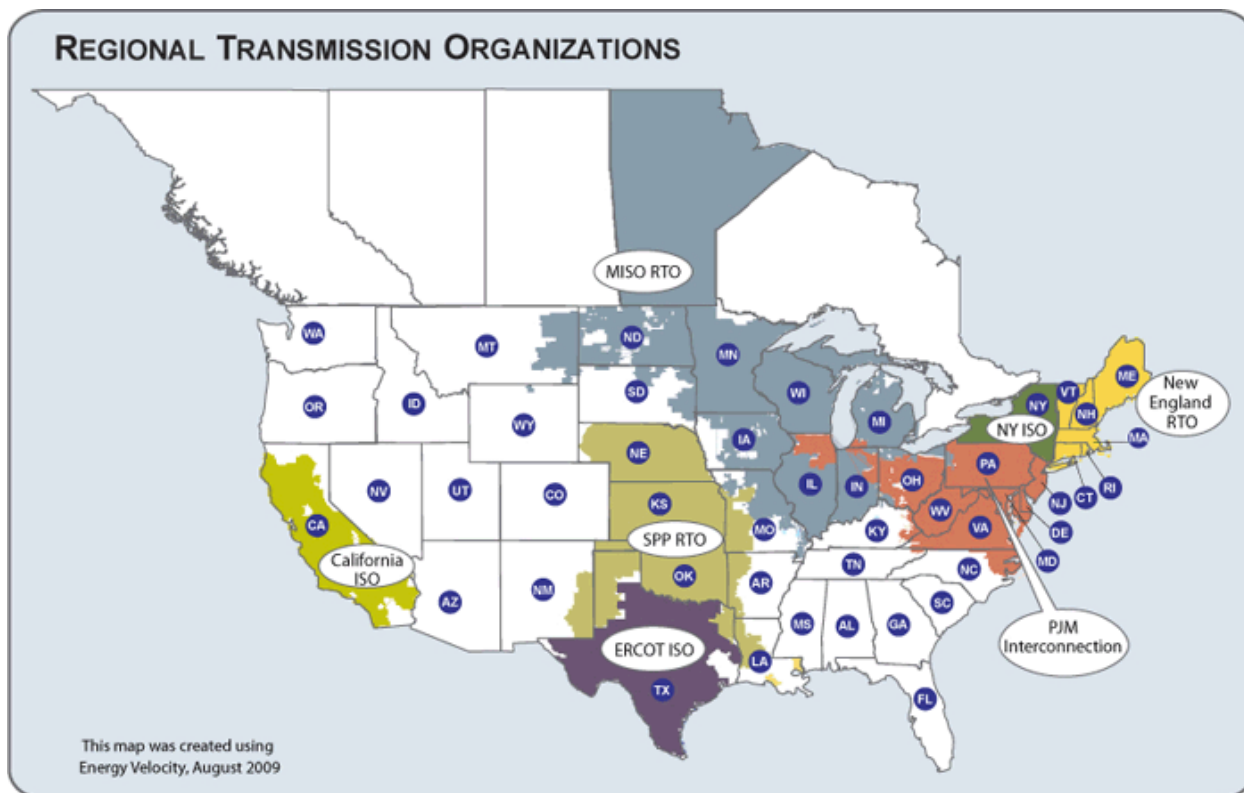 REGIONAL TRANSMISSION ORGANIZATIONS
MISO RTO
WA
MT
ND
MN
OR
ID
WY
SD
WI
MI
NY
VT
NH
ME
New
England
RTO
NY ISO
MA
RI
CT
NJ
DE
MD
CA
NV
UT
CO
NE
IA
IL
IN
OH
PA
KS
MO
KY
WV
VA
California
ISO
SPP RTO
AZ
NM
OK
AR
TN
NC
SC
MS
AL
GA
PJM
Interconnection
ERCOT ISO
TX
LA
FL
This map was created using
Energy Velocity, August 2009